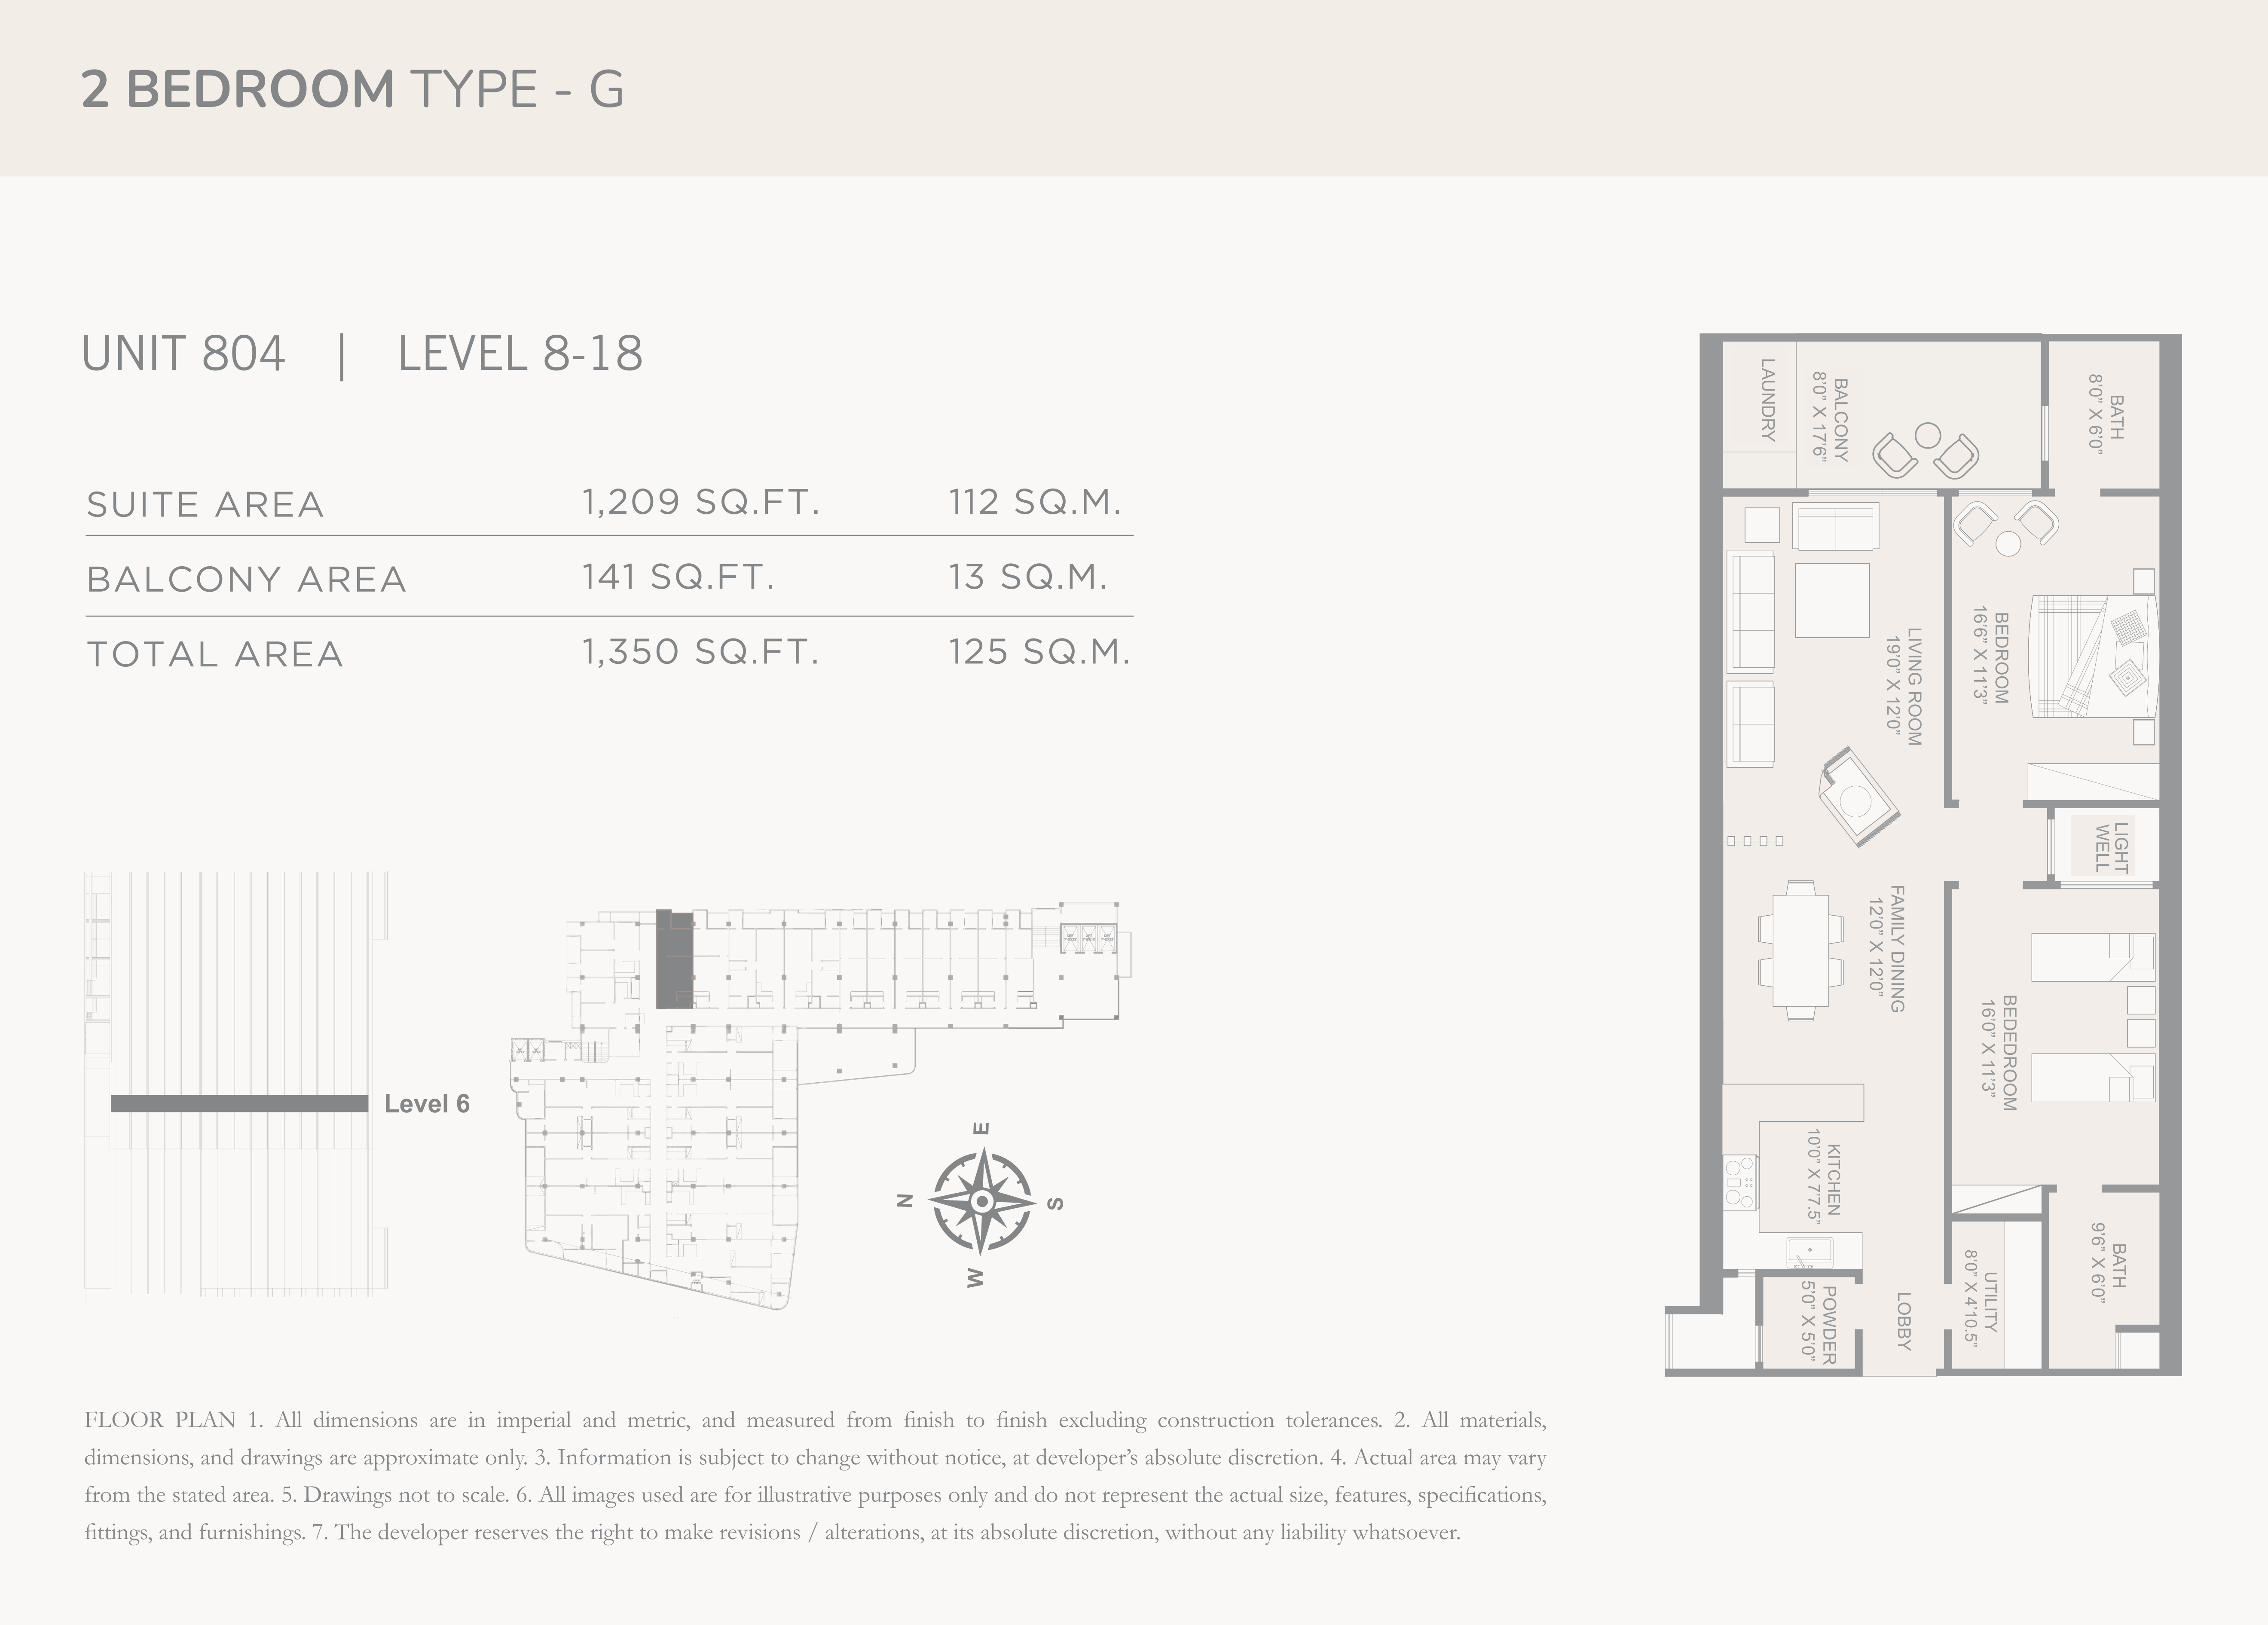 2 BEDROOM TYPE - G
UNIT 804 | LEVEL 8-18
SUITE AREA 1,209 SQ.FT. 112 SQ.M.
BALCONY AREA 141 SQ.FT. 13 SQ.M.
TOTAL AREA 1,350 SQ.FT. 125 SQ.M.
Level 6
E
N
S
W
LAUNDRY
BALCONY
8'0" X 17'6"
BATH
8'0" X 6'0"
LIVING ROOM
19'0" X 12'0"
BEDROOM
16'6" X 11'3"
LIGHT
WELL
FAMILY DINING
12'0" X 12'0"
BEDEDROOM
16'0" X 11'3"
KITCHEN
10'0" X 7'7.5"
POWDER
5'0" X 5'0"
LOBBY
UTILITY
8'0" X 4'10.5"
BATH
9'6" X 6'0"
FLOOR PLAN 1. All dimensions are in imperial and metric, and measured from finish to finish excluding construction tolerances. 2. All materials,
dimensions, and drawings are approximate only. 3. Information is subject to change without notice, at developer’s absolute discretion. 4. Actual area may vary
from the stated area. 5. Drawings not to scale. 6. All images used are for illustrative purposes only and do not represent the actual size, features, specifications,
fittings, and furnishings. 7. The developer reserves the right to make revisions / alterations, at its absolute discretion, without any liability whatsoever.